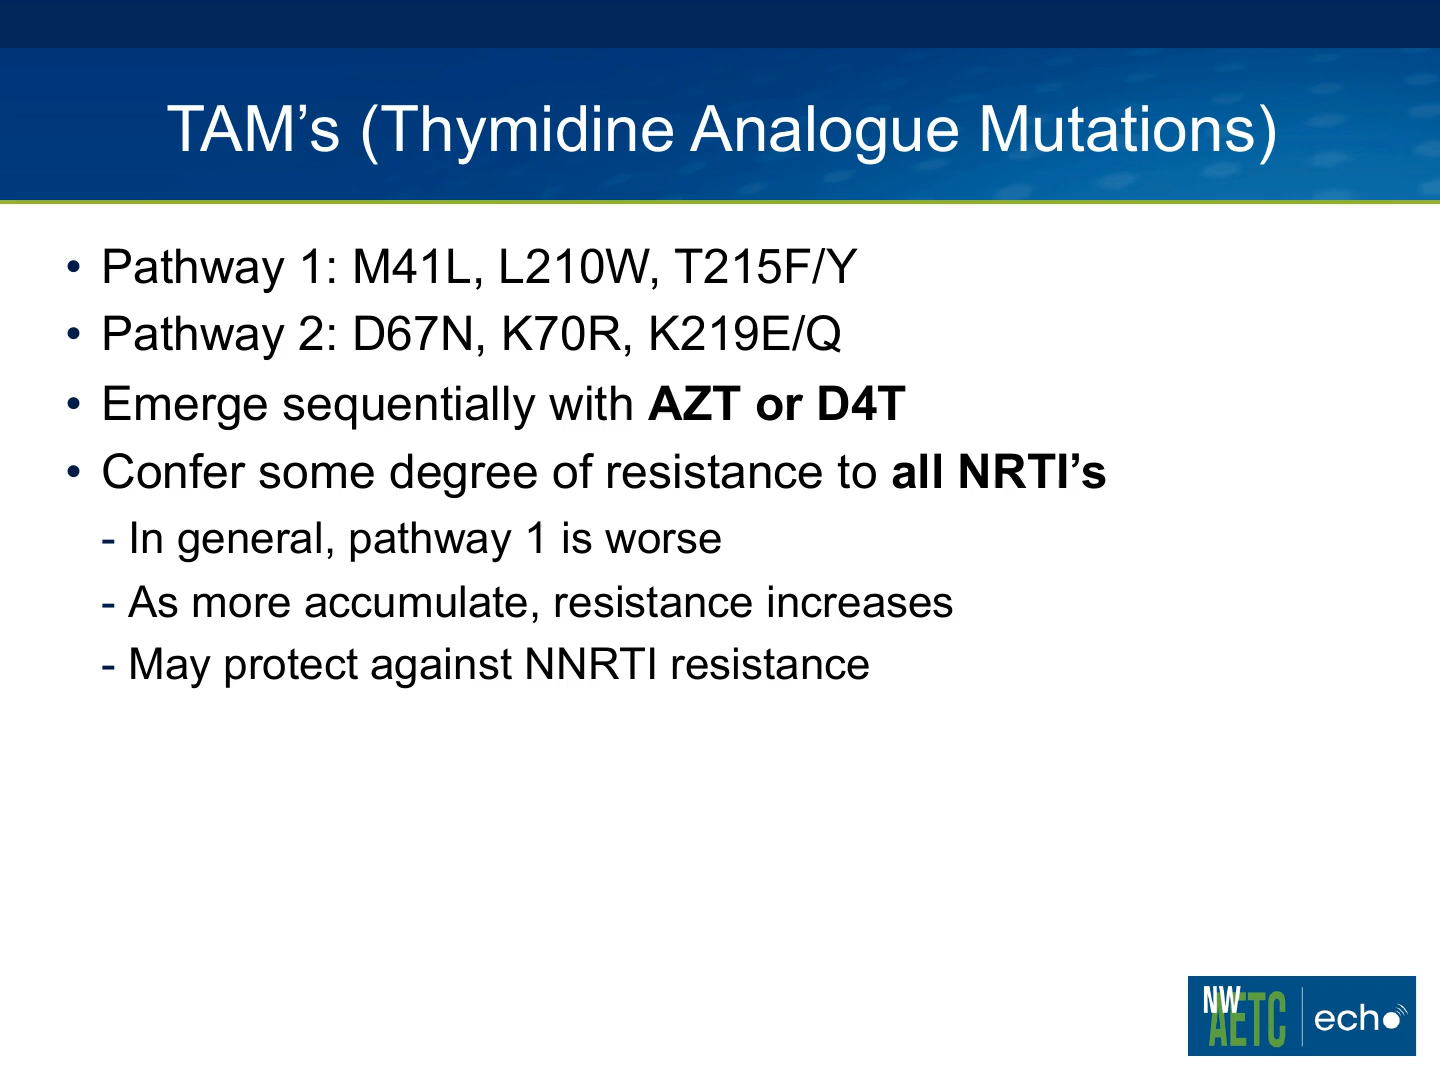 TAM’s (Thymidine Analogue Mutations)
• Pathway 1: M41L, L210W, T215F/Y
• Pathway 2: D67N, K70R, K219E/Q
• Emerge sequentially with AZT or D4T
• Confer some degree of resistance to all NRTI’s
- In general, pathway 1 is worse
- As more accumulate, resistance increases
- May protect against NNRTI resistance
NW
AETC echo